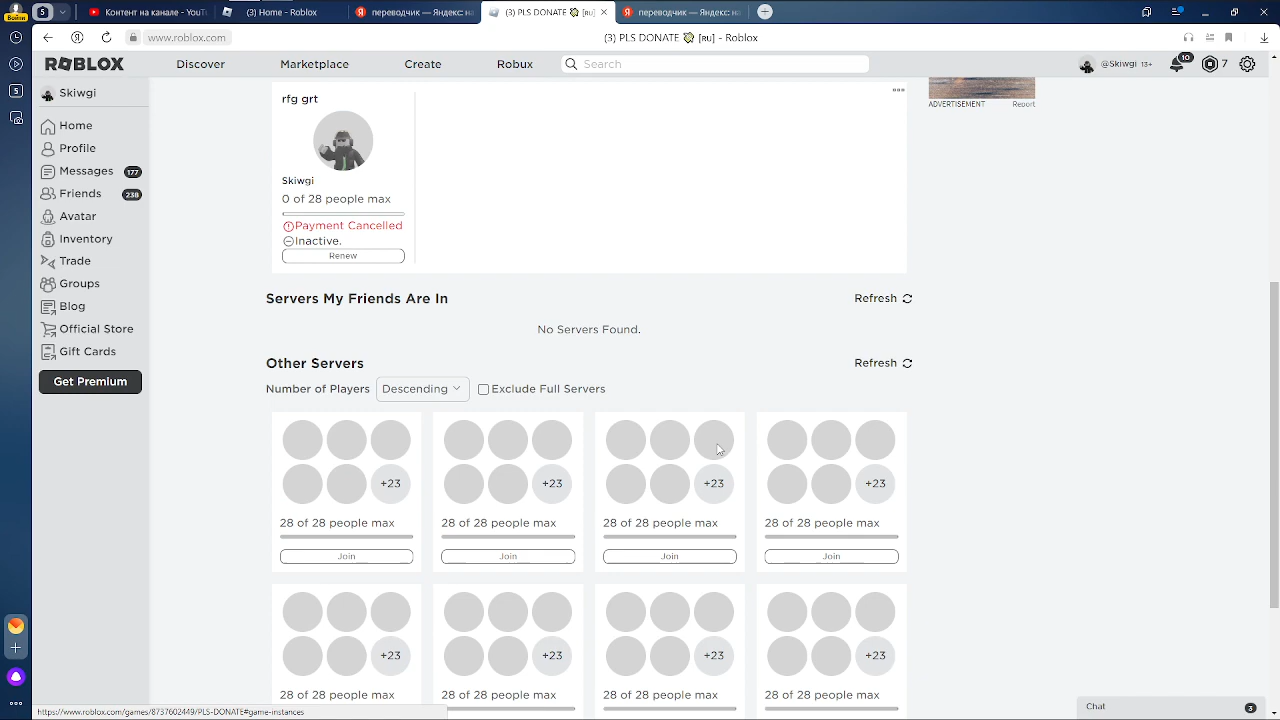 5
Контент на канале - YouTu
(3) Home - Roblox
переводчик — Яндекс: на
(3) PLS DONATE [RU]
переводчик — Яндекс: на
www.roblox.com
(3) PLS DONATE [RU] - Roblox
ROBLOX
Discover
Marketplace
Create
Robux
Search
@Skiwgi 13+
10
7
5
Skiwgi
Home
Profile
Messages 177
Friends 238
Avatar
Inventory
Trade
Groups
Blog
Official Store
Gift Cards
Get Premium
ADVERTISEMENT Report
rfg grt
Skiwgi
0 of 28 people max
Payment Cancelled
Inactive.
Renew
Servers My Friends Are In
Refresh
No Servers Found.
Other Servers
Refresh
Number of Players Descending Exclude Full Servers
+23 +23 +23 +23
28 of 28 people max 28 of 28 people max 28 of 28 people max 28 of 28 people max
Join Join Join Join
+23 +23 +23 +23
28 of 28 people max 28 of 28 people max 28 of 28 people max 28 of 28 people max
https://www.roblox.com/games/8737602449/PLS-DONATE#game-instances
Chat 3